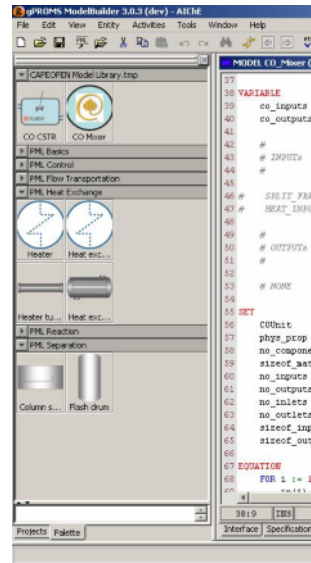 gPROMS ModelBuilder 3.0.3 (dev) - AIChE
File Edit View Entity Activities Tools Window Help
CAPEOPEN Model Library.tmp
CO CSTR CO Mixer
PML Basics
PML Control
PML Flow Transportation
PML Heat Exchange
Heater Heat exc...
Heater tu... Heat exc...
PML Reaction
PML Separation
Column s... Flash drum
Projects Palette
MODEL CO_Mixer (
37
38 VARIABLE
39 co_inputs
40 co_outputs
41
42 #
43 # INPUTs
44 #
45
46 # SPLIT_FRA
47 # HEAT_INPU
48
49 #
50 # OUTPUTs
51 #
52
53 # NONE
54
55 SET
56 COUnit
57 phys_prop
58 no_compone
59 sizeof_mat
60 no_inputs
61 no_outputs
62 no_inlets
63 no_outlets
64 sizeof_inp
65 sizeof_out
66
67 EQUATION
68 FOR i := 1
38:9 INS
Interface Specification